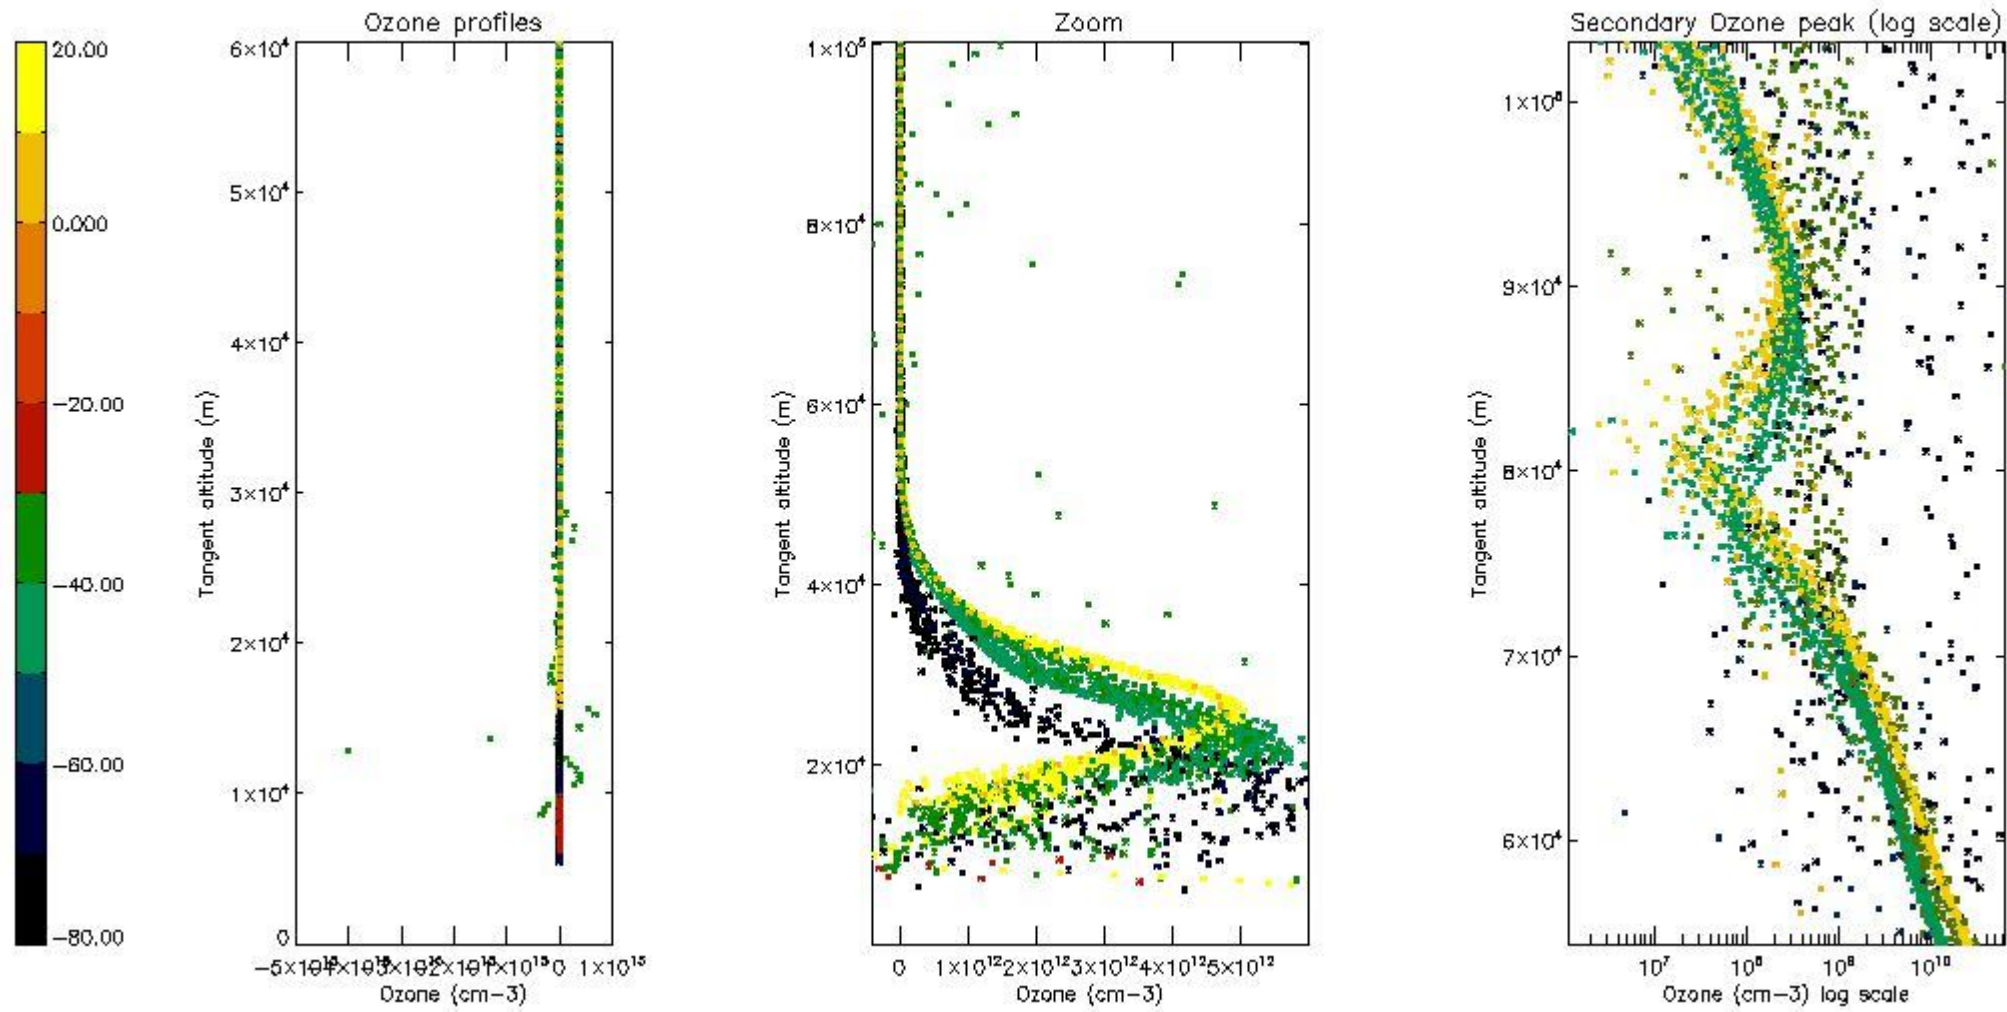 Ozone profiles
Zoom
Secondary Ozone peak (log scale)
20.00
0.000
−20.00
−40.00
−60.00
−80.00
6×10⁴
5×10⁴
4×10⁴
3×10⁴
2×10⁴
1×10⁴
0
Tangent altitude (m)
0 1×10¹⁵
Ozone (cm−3)
1×10⁵
8×10⁴
6×10⁴
4×10⁴
2×10⁴
Tangent altitude (m)
0 1×10¹² 2×10¹² 3×10¹² 4×10¹² 5×10¹²
Ozone (cm−3)
9×10⁴
8×10⁴
7×10⁴
6×10⁴
Tangent altitude (m)
10⁷ 10⁸ 10⁹ 10¹⁰
Ozone (cm−3) log scale